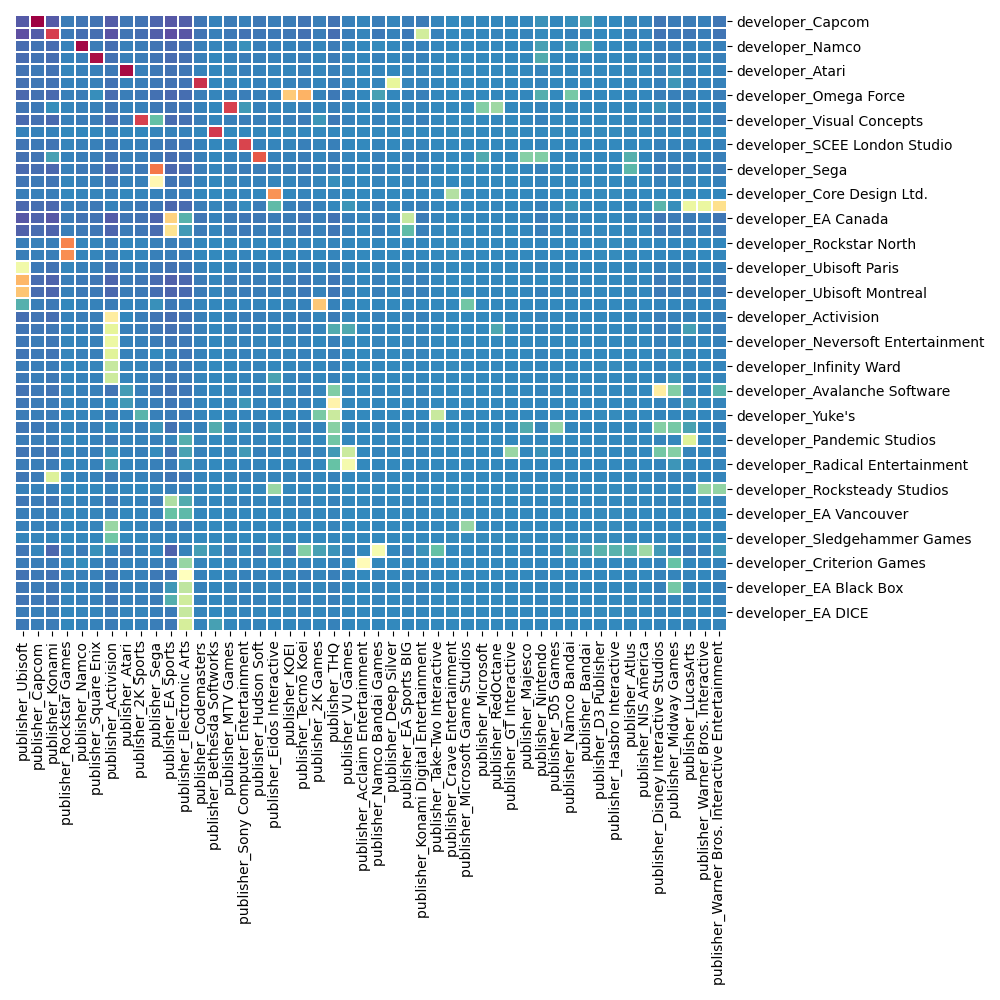 developer_Capcom
developer_Namco
developer_Atari
developer_Omega Force
developer_Visual Concepts
developer_SCEE London Studio
developer_Sega
developer_Core Design Ltd.
developer_EA Canada
developer_Rockstar North
developer_Ubisoft Paris
developer_Ubisoft Montreal
developer_Activision
developer_Neversoft Entertainment
developer_Infinity Ward
developer_Avalanche Software
developer_Yuke's
developer_Pandemic Studios
developer_Radical Entertainment
developer_Rocksteady Studios
developer_EA Vancouver
developer_Sledgehammer Games
developer_Criterion Games
developer_EA Black Box
developer_EA DICE
publisher_Ubisoft
publisher_Capcom
publisher_Konami
publisher_Rockstar Games
publisher_Namco
publisher_Square Enix
publisher_Activision
publisher_Atari
publisher_2K Sports
publisher_Sega
publisher_EA Sports
publisher_Electronic Arts
publisher_Codemasters
publisher_Bethesda Softworks
publisher_MTV Games
publisher_Sony Computer Entertainment
publisher_Hudson Soft
publisher_Eidos Interactive
publisher_KOEI
publisher_Tecmo Koei
publisher_2K Games
publisher_THQ
publisher_VU Games
publisher_Acclaim Entertainment
publisher_Namco Bandai Games
publisher_Deep Silver
publisher_EA Sports BIG
publisher_Konami Digital Entertainment
publisher_Take-Two Interactive
publisher_Crave Entertainment
publisher_Microsoft Game Studios
publisher_Microsoft
publisher_RedOctane
publisher_GT Interactive
publisher_Majesco
publisher_Nintendo
publisher_505 Games
publisher_Namco Bandai
publisher_Bandai
publisher_D3 Publisher
publisher_Hasbro Interactive
publisher_Atlus
publisher_NIS America
publisher_Disney Interactive Studios
publisher_Midway Games
publisher_LucasArts
publisher_Warner Bros. Interactive
publisher_Warner Bros. Interactive Entertainment